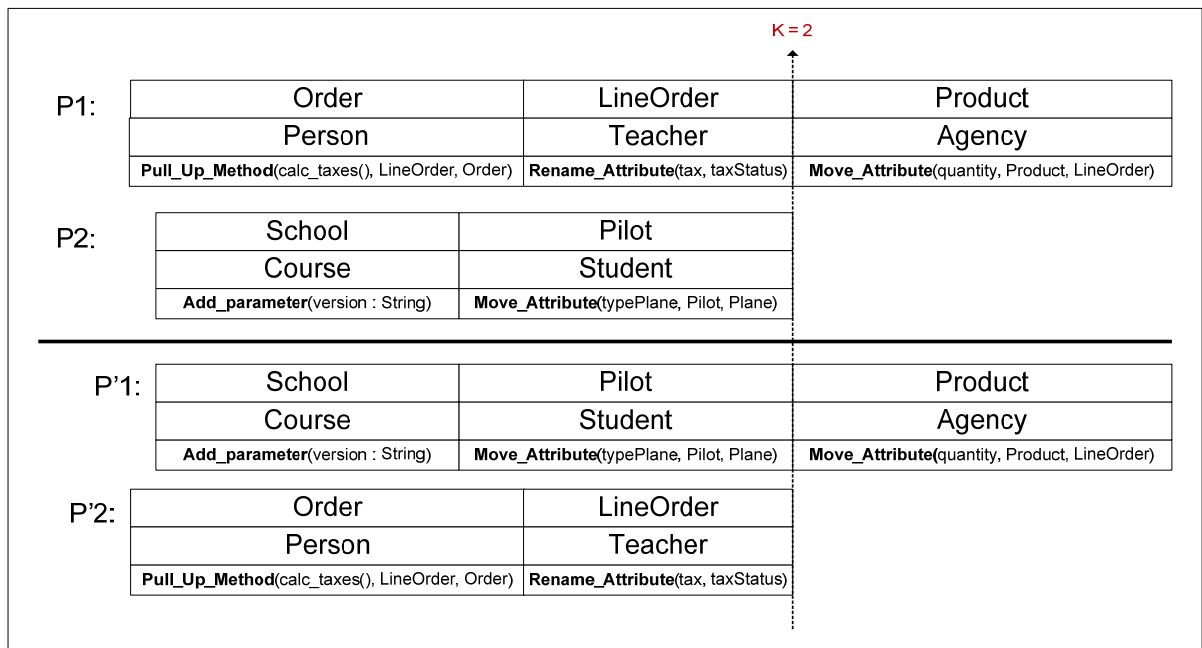 K = 2
P1:
Order LineOrder Product
Person Teacher Agency
Pull_Up_Method(calc_taxes(), LineOrder, Order) Rename_Attribute(tax, taxStatus) Move_Attribute(quantity, Product, LineOrder)
P2:
School Pilot
Course Student
Add_parameter(version : String) Move_Attribute(typePlane, Pilot, Plane)
P'1:
School Pilot Product
Course Student Agency
Add_parameter(version : String) Move_Attribute(typePlane, Pilot, Plane) Move_Attribute(quantity, Product, LineOrder)
P'2:
Order LineOrder
Person Teacher
Pull_Up_Method(calc_taxes(), LineOrder, Order) Rename_Attribute(tax, taxStatus)